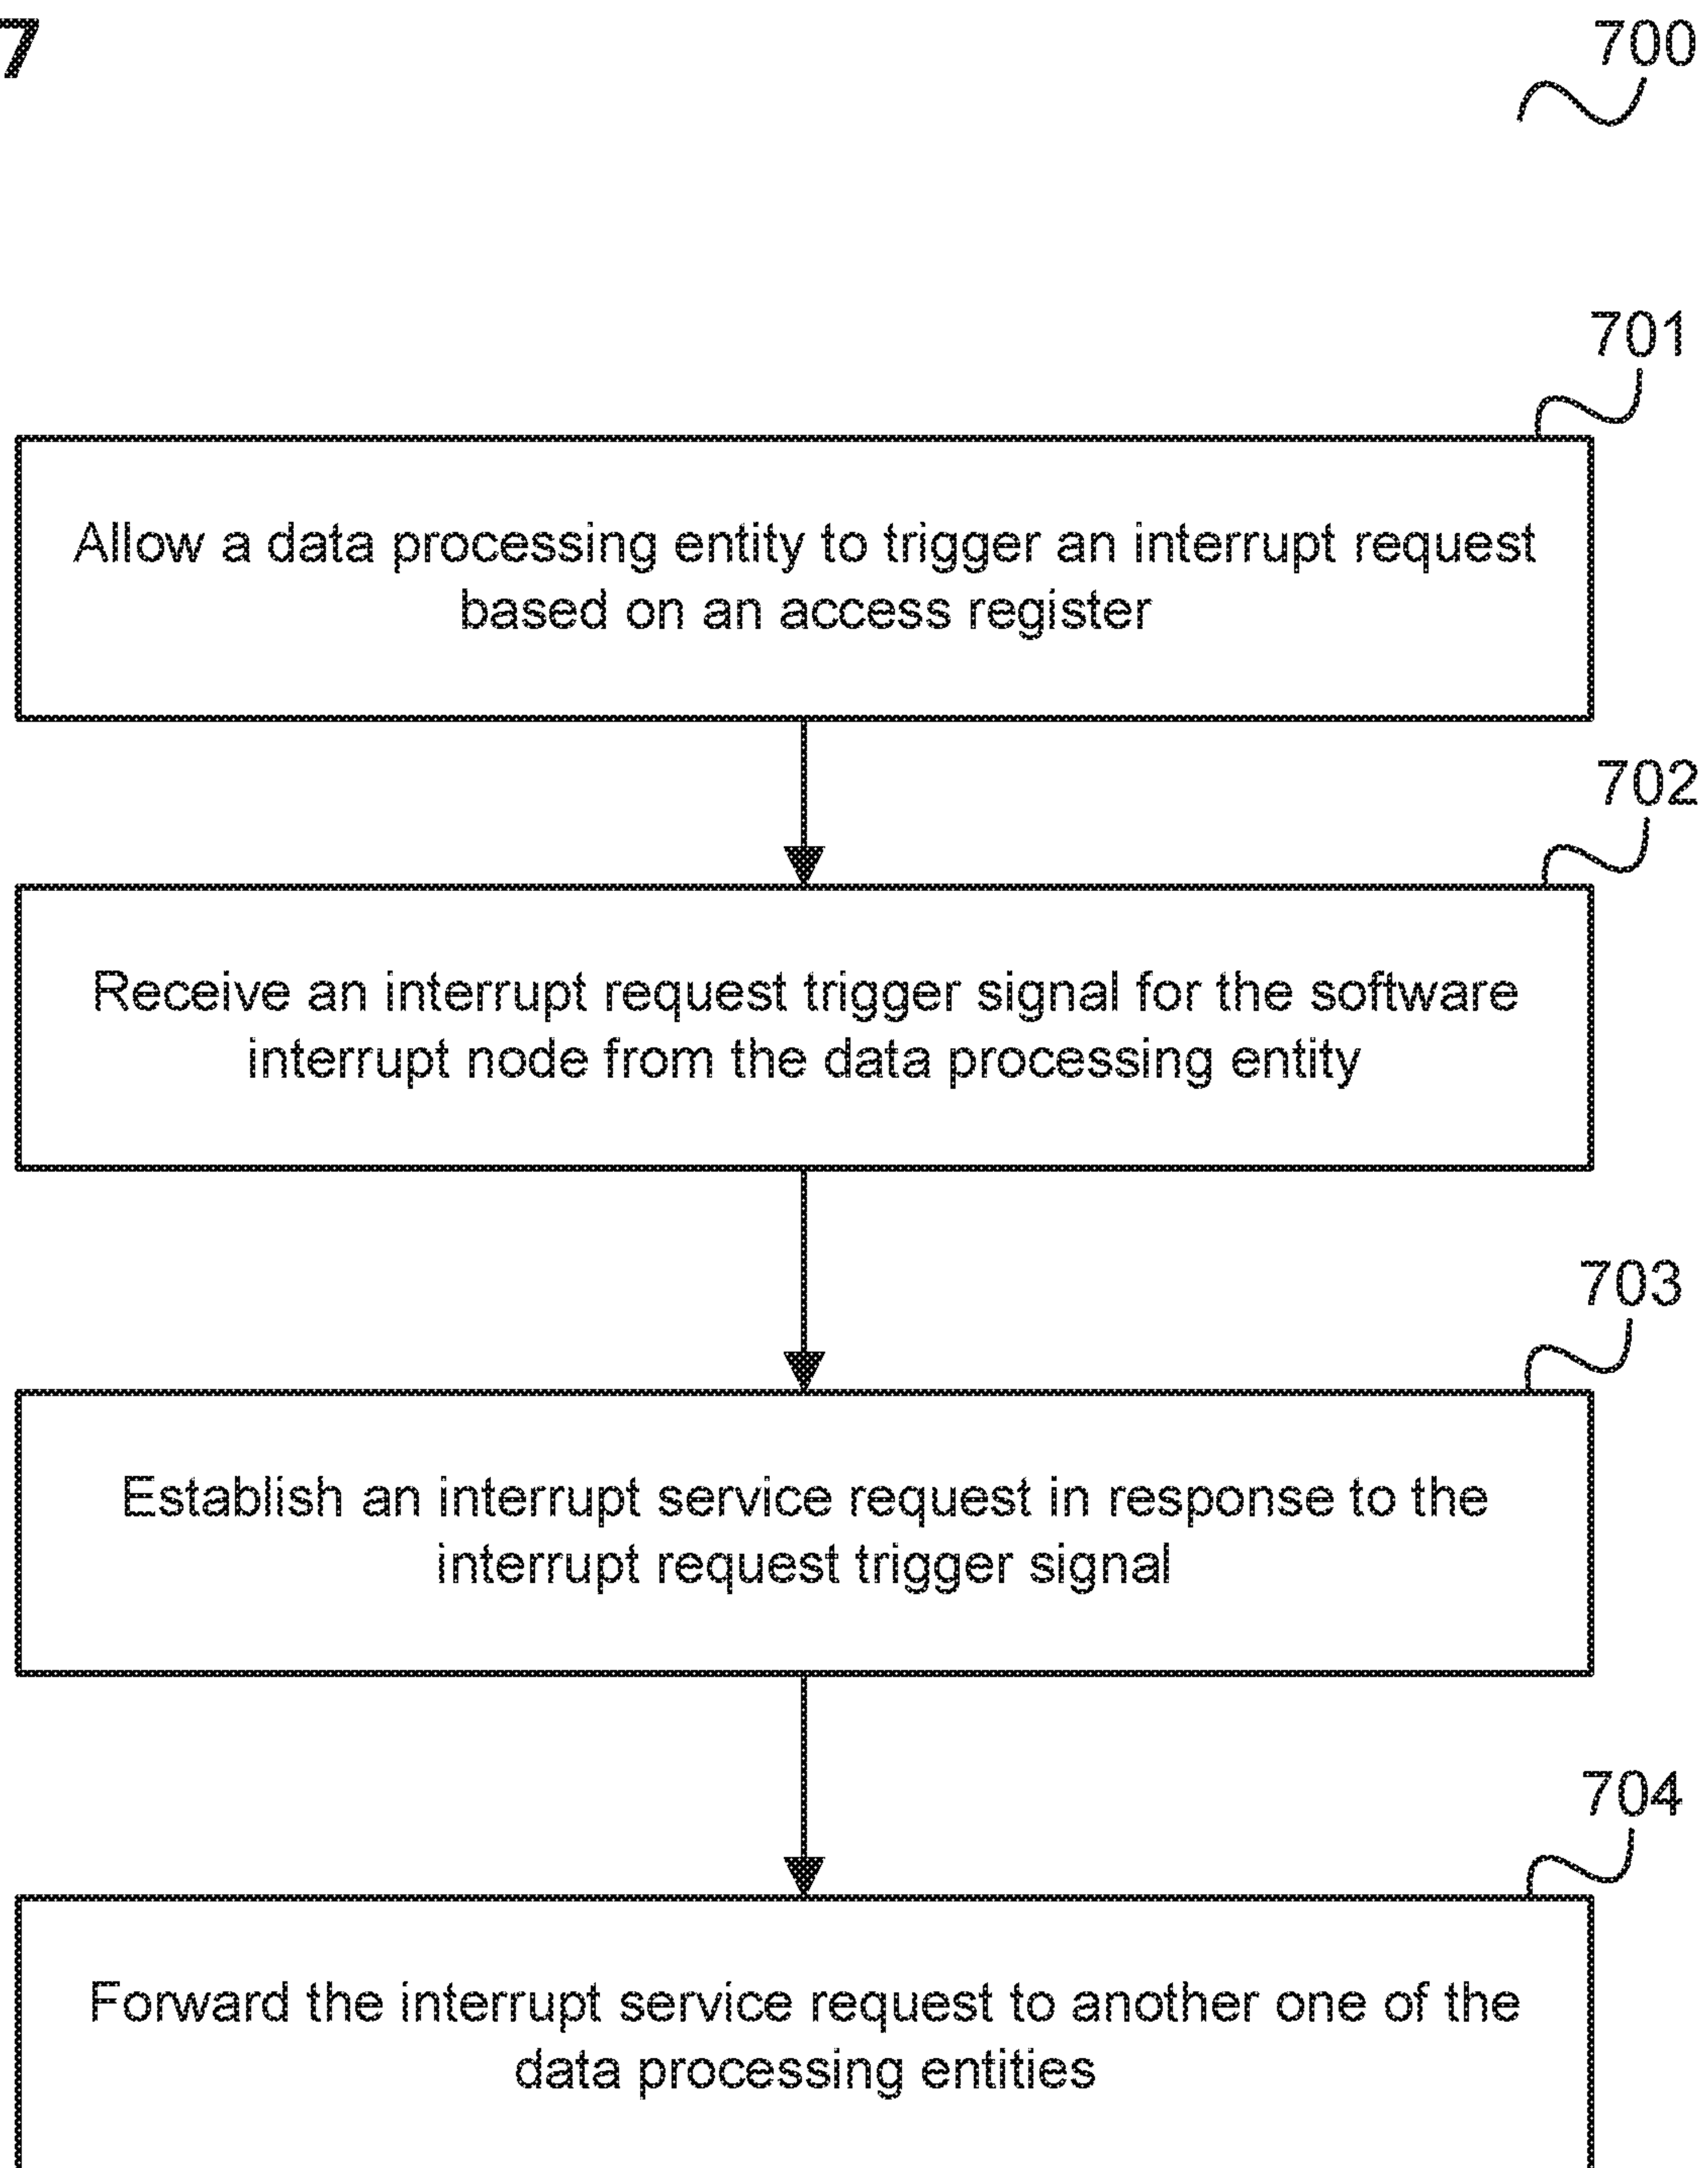 7
700
701
Allow a data processing entity to trigger an interrupt request
based on an access register
702
Receive an interrupt request trigger signal for the software
interrupt node from the data processing entity
703
Establish an interrupt service request in response to the
interrupt request trigger signal
704
Forward the interrupt service request to another one of the
data processing entities